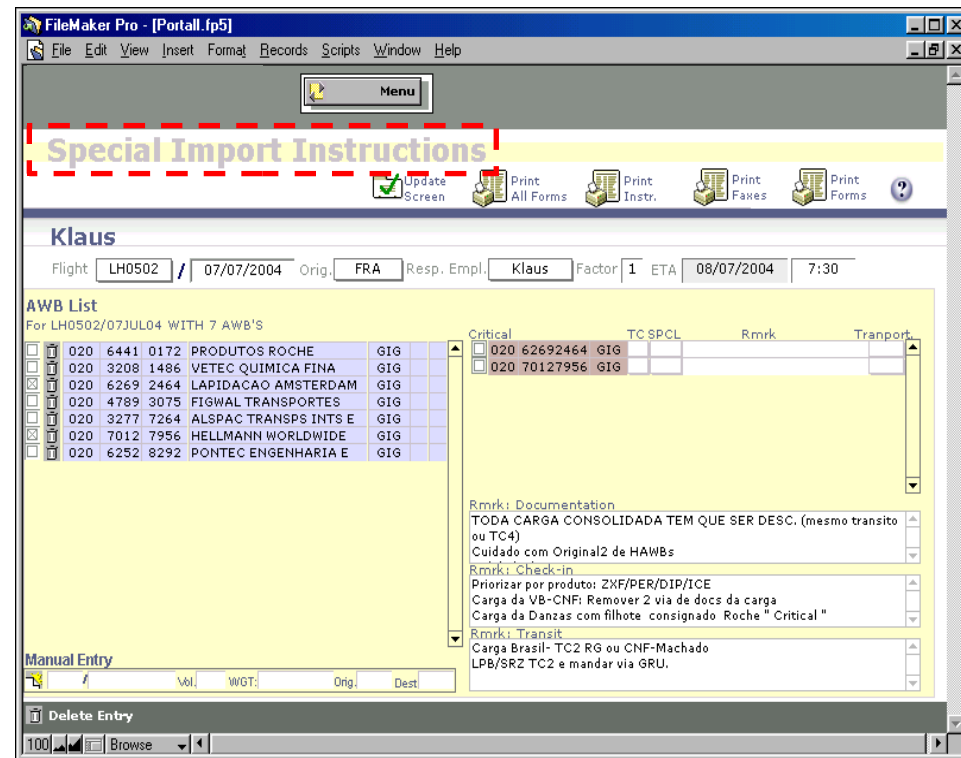 FileMaker Pro - [Portall.fp5]
File Edit View Insert Format Records Scripts Window Help
Menu
Special Import Instructions
Update Screen
Print All Forms
Print Instr.
Print Faxes
Print Forms
?
Klaus
Flight LH0502 / 07/07/2004 Orig. FRA Resp. Empl. Klaus Factor 1 ETA 08/07/2004 7:30
AWB List
For LH0502/07JUL04 WITH 7 AWB'S
020 6441 0172 PRODUTOS ROCHE GIG
020 3208 1486 VETEC QUIMICA FINA GIG
020 6269 2464 LAPIDACAO AMSTERDAM GIG
020 4789 3075 FIGWAL TRANSPORTES GIG
020 3277 7264 ALSPAC TRANSPS INTS E GIG
020 7012 7956 HELLMANN WORLDWIDE GIG
020 6252 8292 PONTEC ENGENHARIA E GIG
Critical TC SPCL Rmrk Tranport.
020 62692464 GIG
020 70127956 GIG
Rmrk: Documentation
TODA CARGA CONSOLIDADA TEM QUE SER DESC. (mesmo transito
ou TC4)
Cuidado com Original2 de HAWBs
Rmrk: Check-in
Priorizar por produto: ZXF/PER/DIP/ICE
Carga da VB-CNF: Remover 2 via de docs da carga
Carga da Danzas com filhote consignado Roche " Critical "
Rmrk: Transit
Carga Brasil- TC2 RG ou CNF-Machado
LPB/SRZ TC2 e mandar via GRU.
Manual Entry
/ Vol. WGT: Orig. Dest
Delete Entry
100 Browse